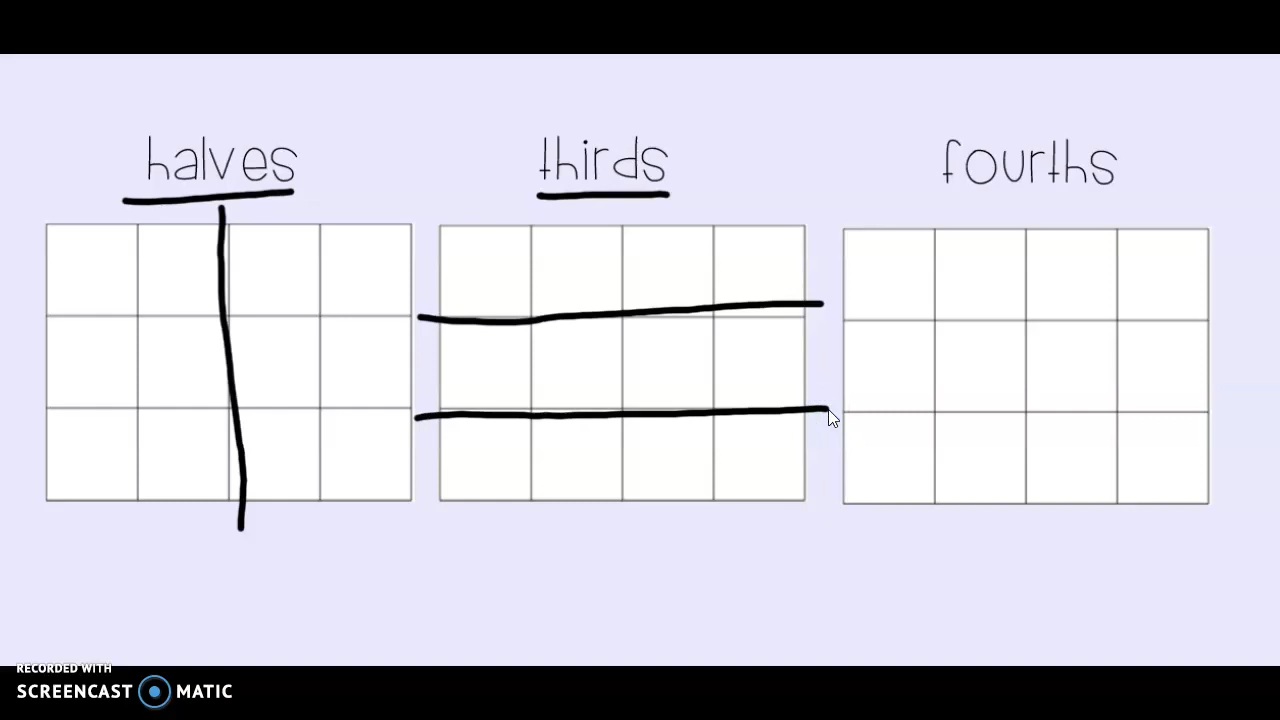 halves
thirds
fourths
RECORDED WITH
SCREENCAST MATIC